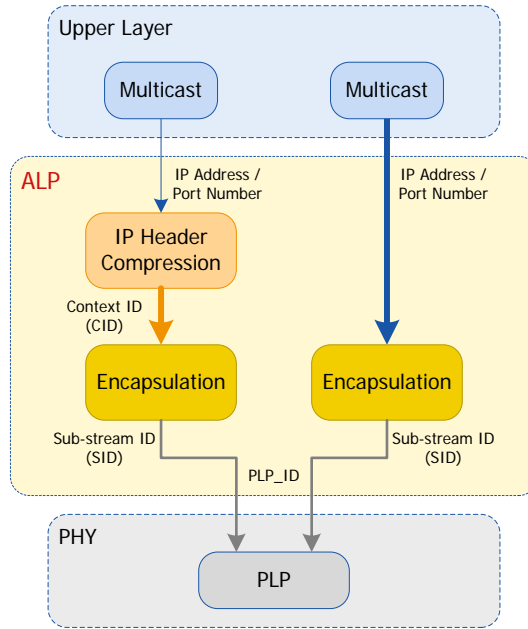 Upper Layer
Multicast
Multicast
IP Address /
Port Number
IP Address /
Port Number
ALP
IP Header
Compression
Context ID
(CID)
Encapsulation
Encapsulation
Sub-stream ID
(SID)
Sub-stream ID
(SID)
PLP_ID
PHY
PLP